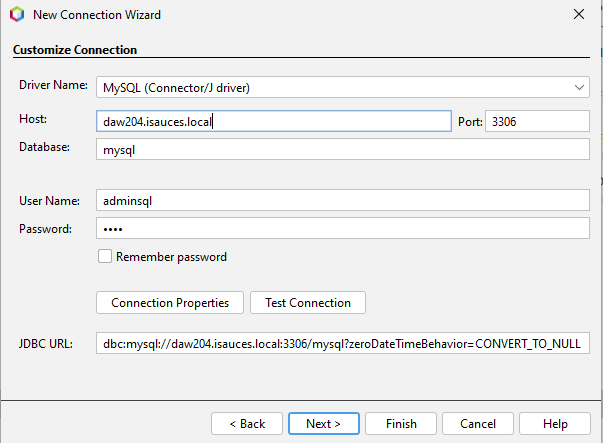 New Connection Wizard
Customize Connection
Driver Name: MySQL (Connector/J driver)
Host: daw204.isauces.local Port: 3306
Database: mysql
User Name: adminsql
Password: ••••
Remember password
Connection Properties Test Connection
JDBC URL: dbc:mysql://daw204.isauces.local:3306/mysql?zeroDateTimeBehavior=CONVERT_TO_NULL
< Back Next > Finish Cancel Help